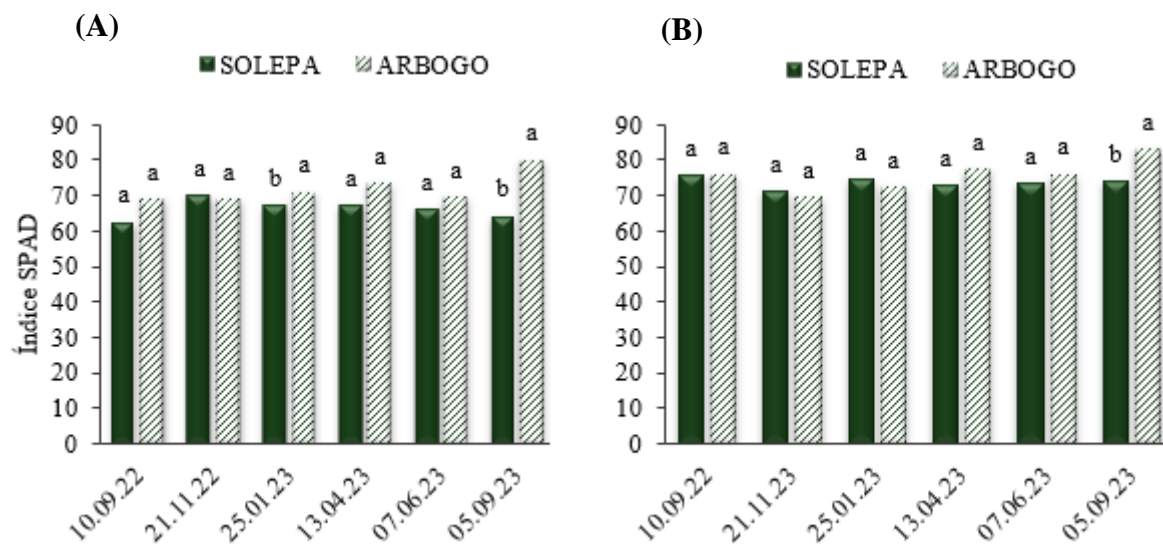 (A)
SOLEPA ARBOGO
Índice SPAD
90
80
70
60
50
40
30
20
10
0
a a a a b a a a a a b a
10.09.22 21.11.22 25.01.23 13.04.23 07.06.23 05.09.23
(B)
SOLEPA ARBOGO
90
80
70
60
50
40
30
20
10
0
a a a a a a a a a a b a
10.09.22 21.11.23 25.01.23 13.04.23 07.06.23 05.09.23